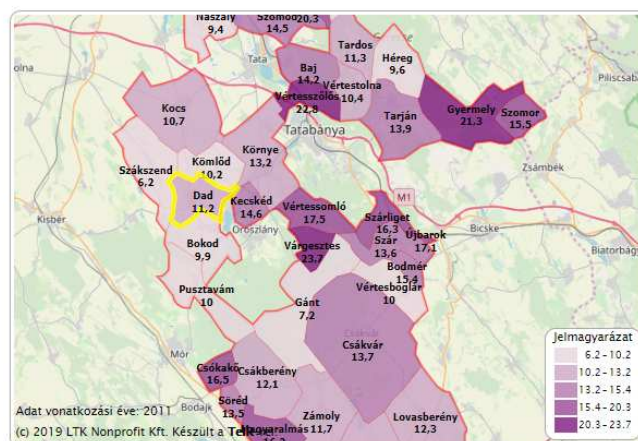 Naszály
9,4
Szomód
14,5
20,3
Tardos
11,3
Héreg
9,6
Tata
Baj
14,2
Vértestolna
10,4
Vértesszőlős
22,8
Kocs
10,7
Tatabánya
Tarján
13,9
Gyermely
21,3
Szomor
15,5
Piliscsaba
Környe
13,2
Zsámbék
Szákszend
6,2
Kömlőd
10,2
Dad
11,2
Kecskéd
14,6
Vértessomló
17,5
M1
Kisbér
Oroszlány
Szárliget
16,3
Bicske
Biatorbágy
Bokod
9,9
Várgesztes
23,7
Szár
13,6
Újbarok
17,1
Bodmér
15,4
Pusztavám
10
Gánt
7,2
Vértesboglár
10
Csákvár
Csákvár
13,7
Mór
Csókakő
16,5
Csákberény
12,1
Söréd
13,5
Bodajk
Zámoly
11,7
Lovasberény
12,3
Magyaralmás
16,2
Jelmagyarázat
6.2-10.2
10.2-13.2
13.2-15.4
15.4-20.3
20.3-23.7
Adat vonatkozási éve: 2011
(c) 2019 LTK Nonprofit Kft. Készült a